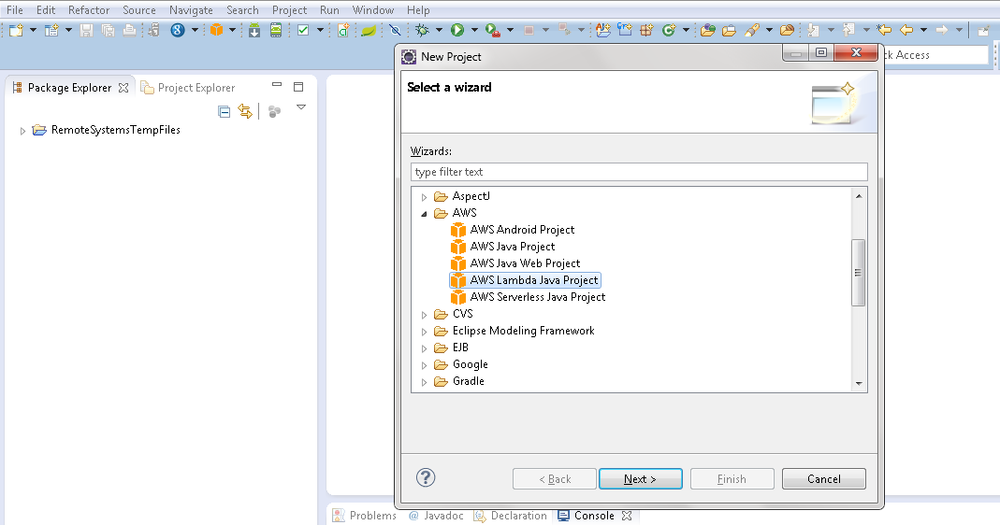 File Edit Refactor Source Navigate Search Project Run Window Help
New Project
ck Access
Select a wizard
Package Explorer Project Explorer
RemoteSystemsTempFiles
Wizards:
type filter text
AspectJ
AWS
AWS Android Project
AWS Java Project
AWS Java Web Project
AWS Lambda Java Project
AWS Serverless Java Project
CVS
Eclipse Modeling Framework
EJB
Google
Gradle
< Back Next > Finish Cancel
Problems @ Javadoc Declaration Console